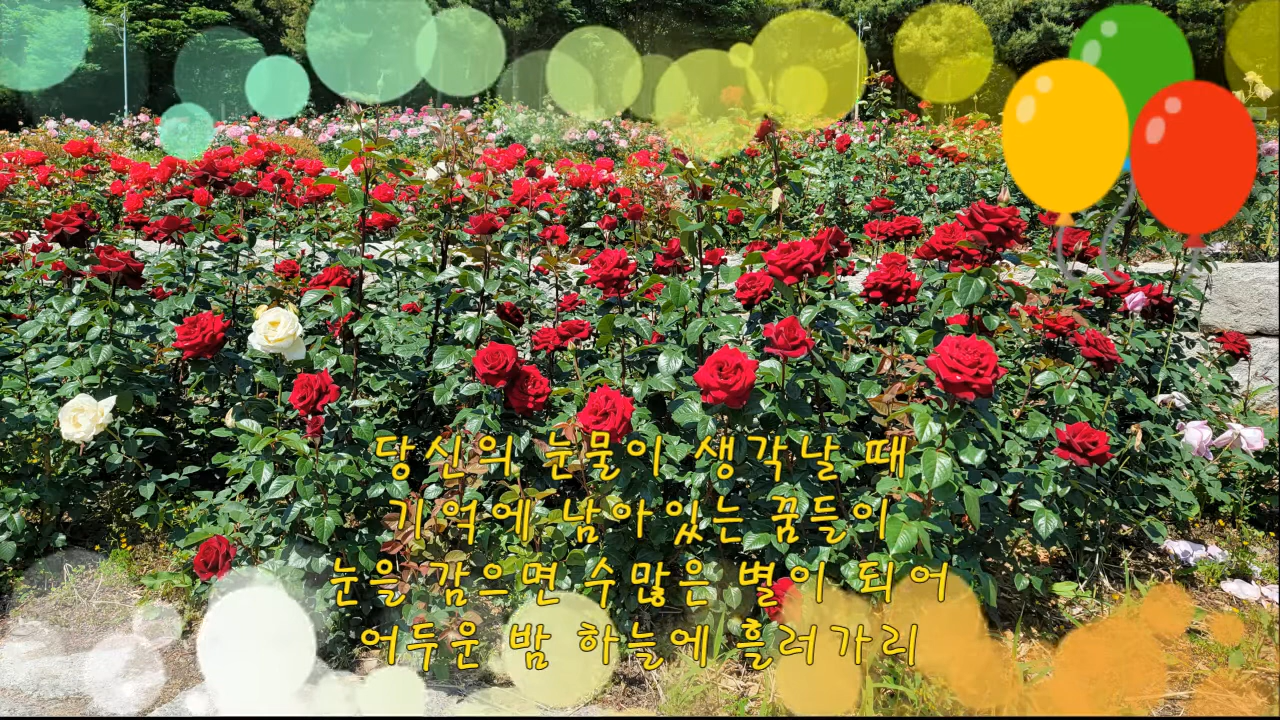 당신의 눈물이 생각날 때
기억에 남아있는 꿈들이
눈을 감으면 수많은 별이 되어
어두운 밤 하늘에 흘러가리